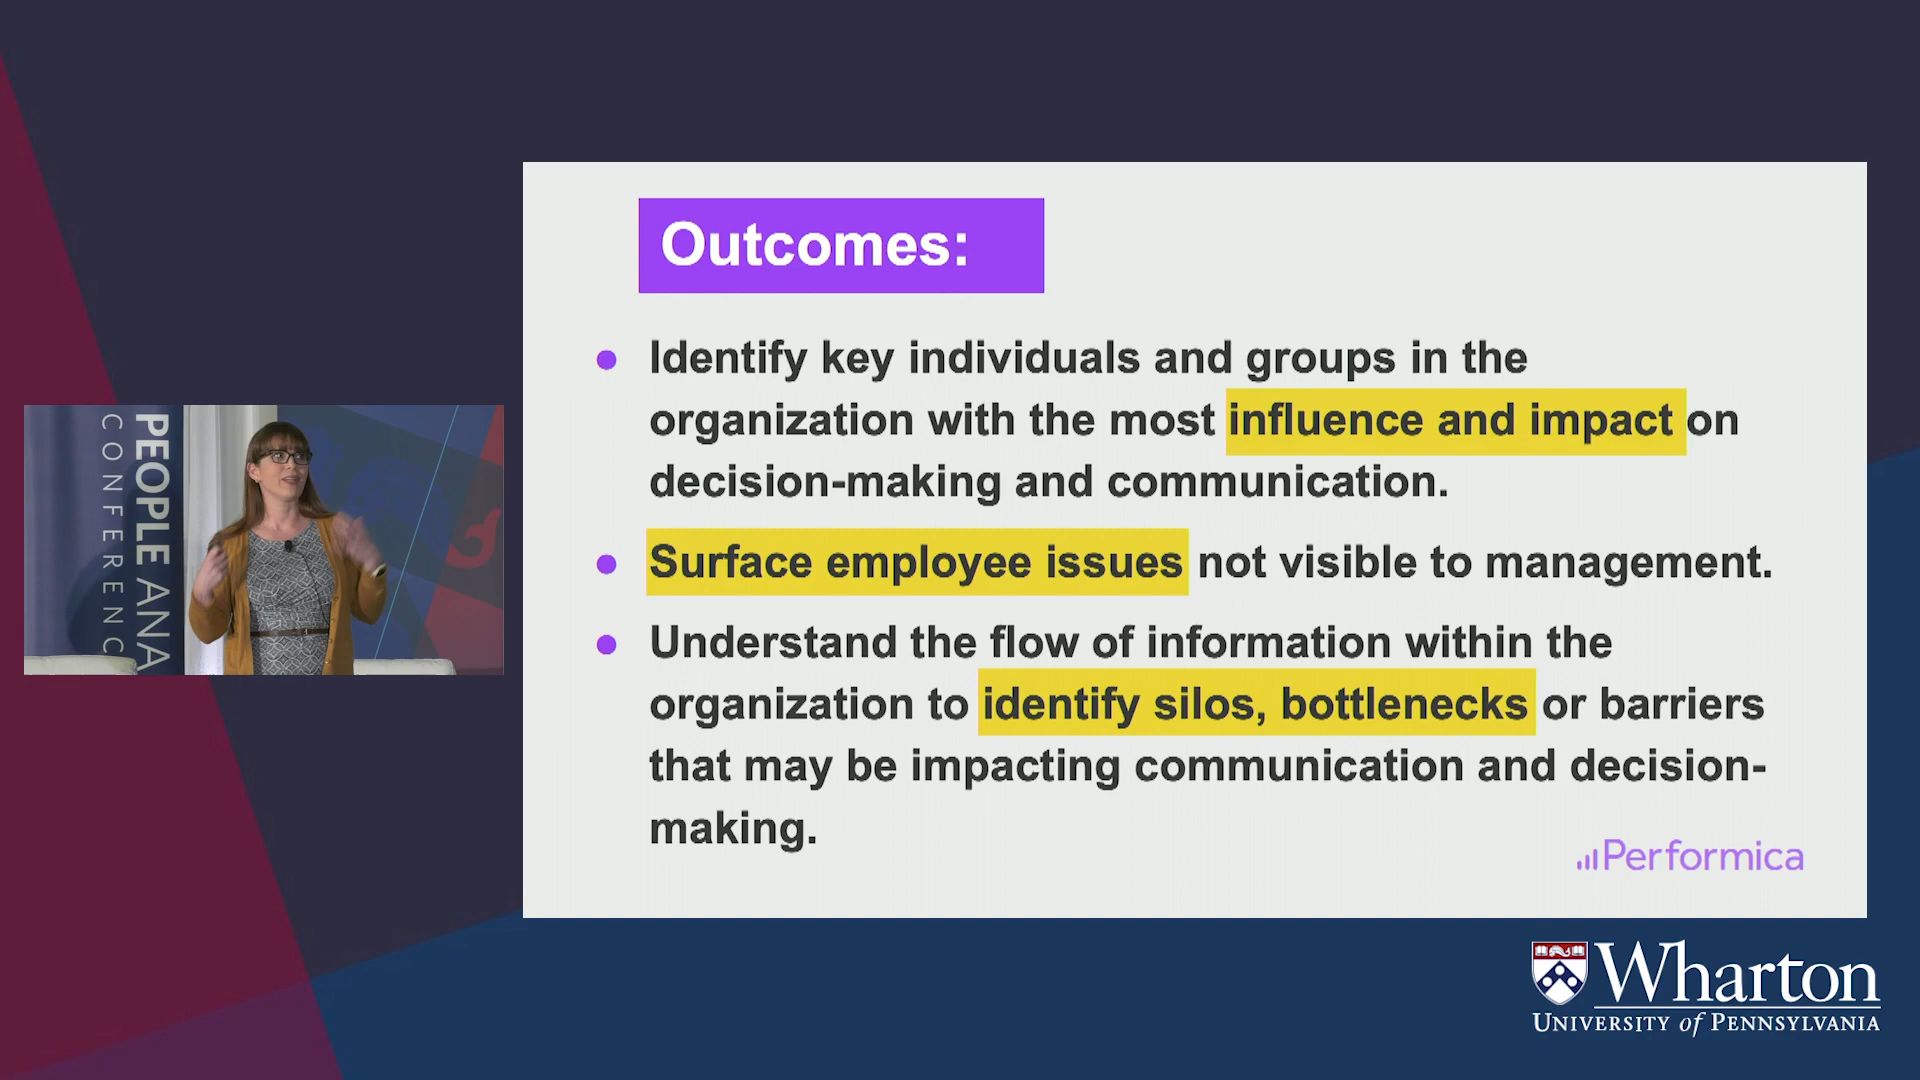 Outcomes:
Identify key individuals and groups in the
organization with the most influence and impact on
decision-making and communication.
Surface employee issues not visible to management.
Understand the flow of information within the
organization to identify silos, bottlenecks or barriers
that may be impacting communication and decision-
making.
Performica
PEOPLE ANA
CONFERENC
Wharton
UNIVERSITY of PENNSYLVANIA